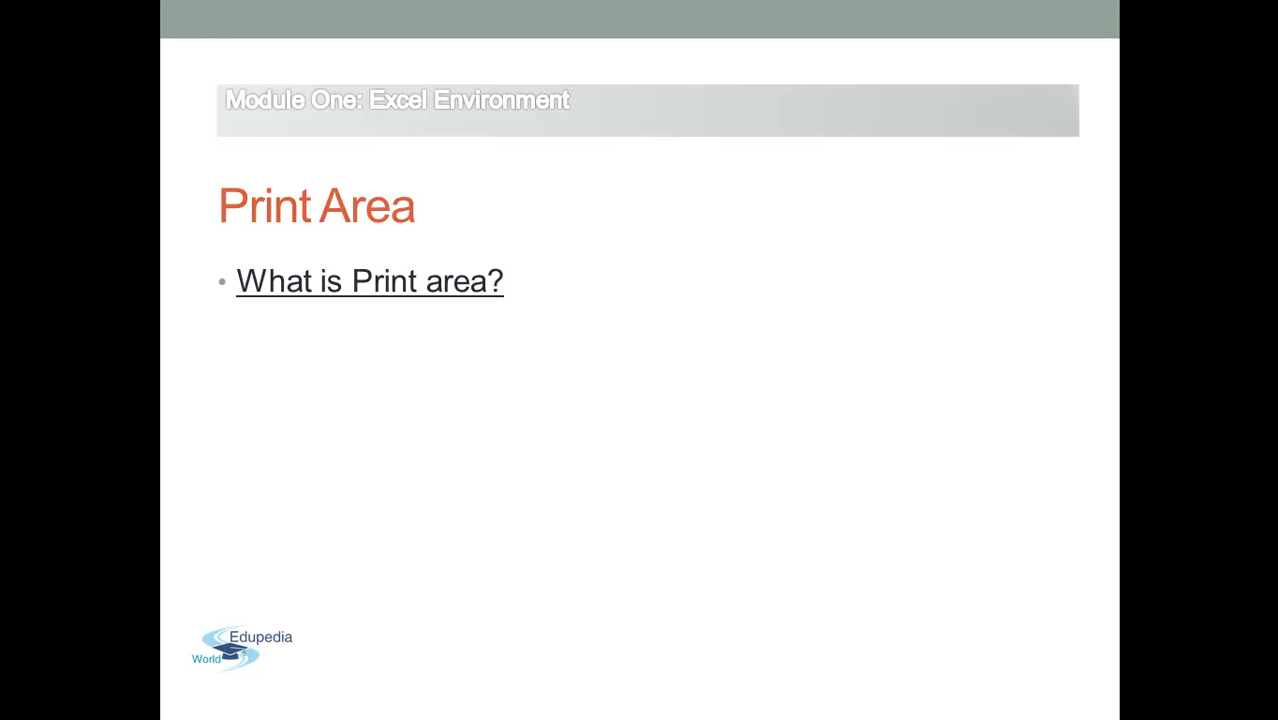 Module One: Excel Environment
Print Area
• What is Print area?
Edupedia
World